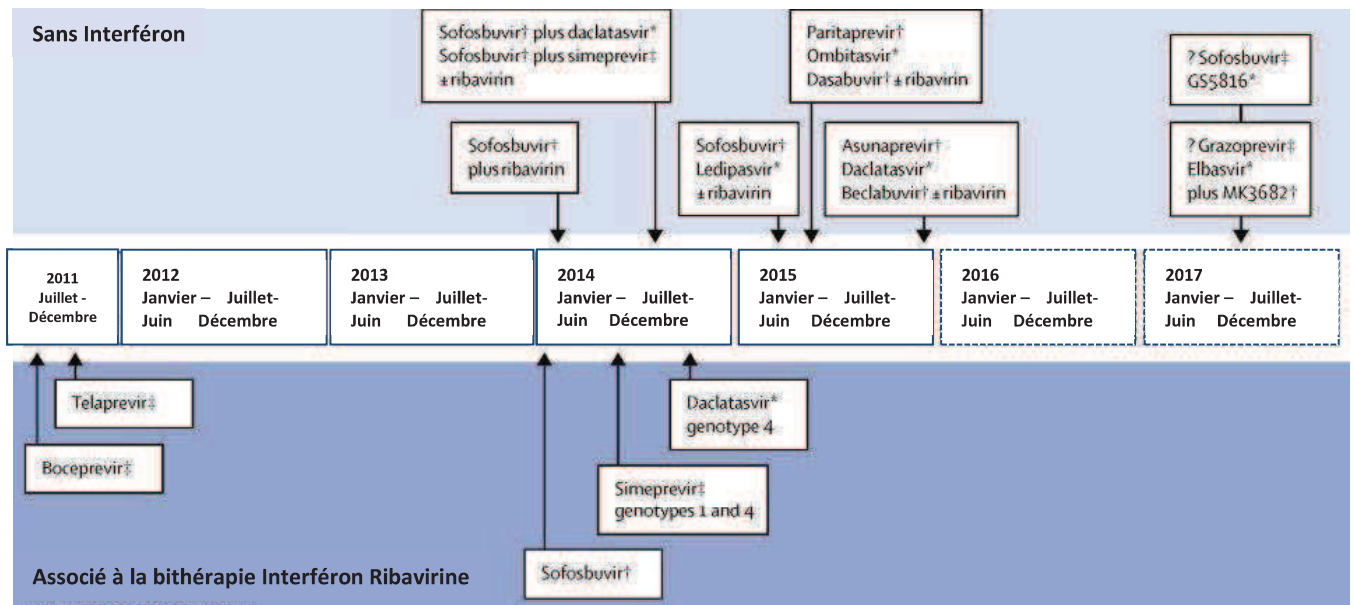 Sans Interféron
Sofosbuvir† plus daclatasvir*
Sofosbuvir† plus simeprevir‡
± ribavirin
Paritaprevir†
Ombitasvir*
Dasabuvir† ± ribavirin
? Sofosbuvir‡
GS5816*
Sofosbuvir†
plus ribavirin
Sofosbuvir†
Ledipasvir*
± ribavirin
Asunaprevir†
Daclatasvir*
Beclabuvir† ± ribavirin
? Grazoprevir‡
Elbasvir*
plus MK3682†
2011
Juillet -
Décembre
2012
Janvier – Juillet-
Juin Décembre
2013
Janvier – Juillet-
Juin Décembre
2014
Janvier – Juillet-
Juin Décembre
2015
Janvier – Juillet-
Juin Décembre
2016
Janvier – Juillet-
Juin Décembre
2017
Janvier – Juillet-
Juin Décembre
Telaprevir‡
Boceprevir‡
Daclatasvir*
genotype 4
Simeprevir‡
genotypes 1 and 4
Sofosbuvir†
Associé à la bithérapie Interféron Ribavirine